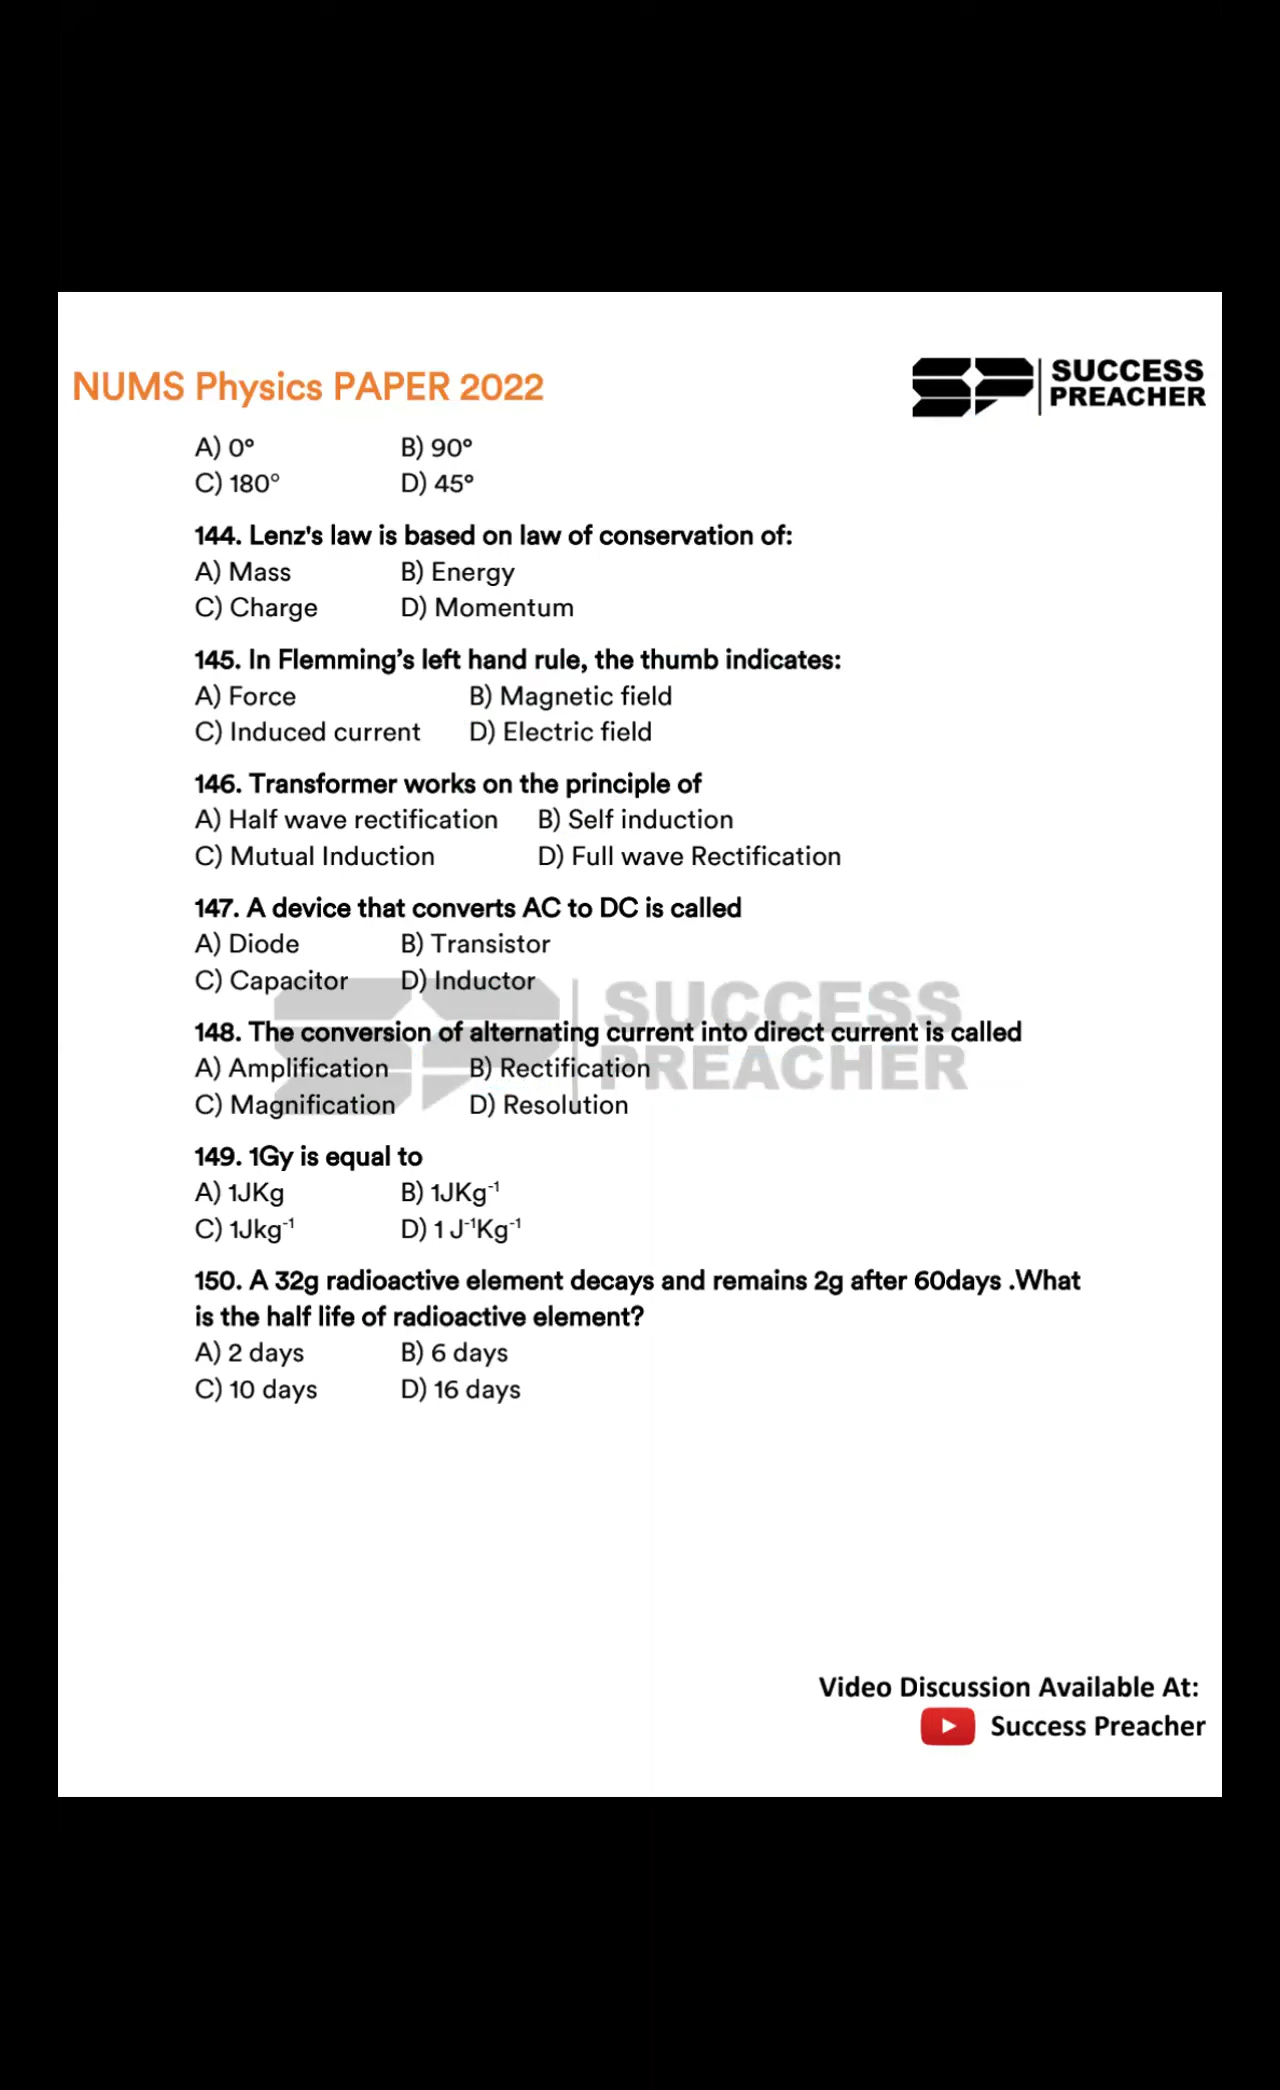 NUMS Physics PAPER 2022
SUCCESS
PREACHER
A) 0° B) 90°
C) 180° D) 45°
144. Lenz's law is based on law of conservation of:
A) Mass B) Energy
C) Charge D) Momentum
145. In Flemming's left hand rule, the thumb indicates:
A) Force B) Magnetic field
C) Induced current D) Electric field
146. Transformer works on the principle of
A) Half wave rectification B) Self induction
C) Mutual Induction D) Full wave Rectification
147. A device that converts AC to DC is called
A) Diode B) Transistor
C) Capacitor D) Inductor
SUCCESS
PREACHER
148. The conversion of alternating current into direct current is called
A) Amplification B) Rectification
C) Magnification D) Resolution
149. 1Gy is equal to
A) 1JKg B) 1JKg⁻¹
C) 1Jkg⁻¹ D) 1 J⁻¹Kg⁻¹
150. A 32g radioactive element decays and remains 2g after 60days .What
is the half life of radioactive element?
A) 2 days B) 6 days
C) 10 days D) 16 days
Video Discussion Available At:
Success Preacher